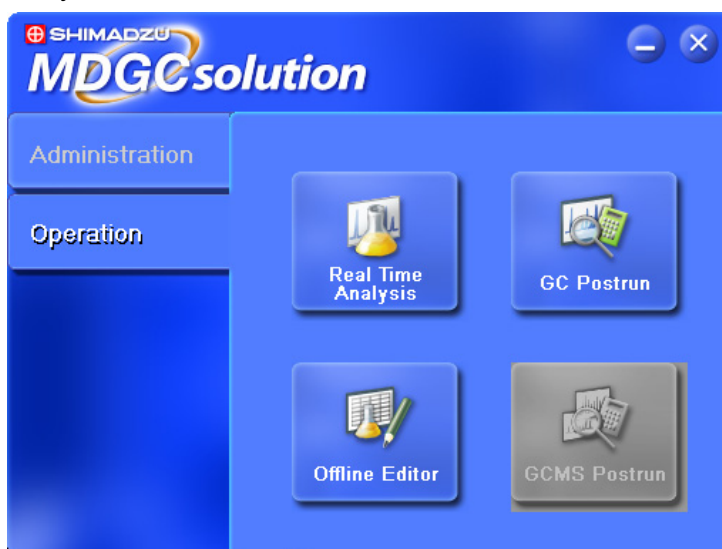 SHIMADZU
MDGCsolution
Administration
Operation
Real Time
Analysis
GC Postrun
Offline Editor
GCMS Postrun